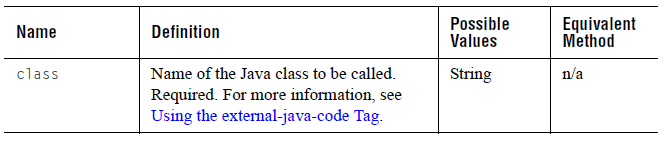 Name Definition Possible Values Equivalent Method
class Name of the Java class to be called. String n/a
Required. For more information, see
Using the external-java-code Tag.